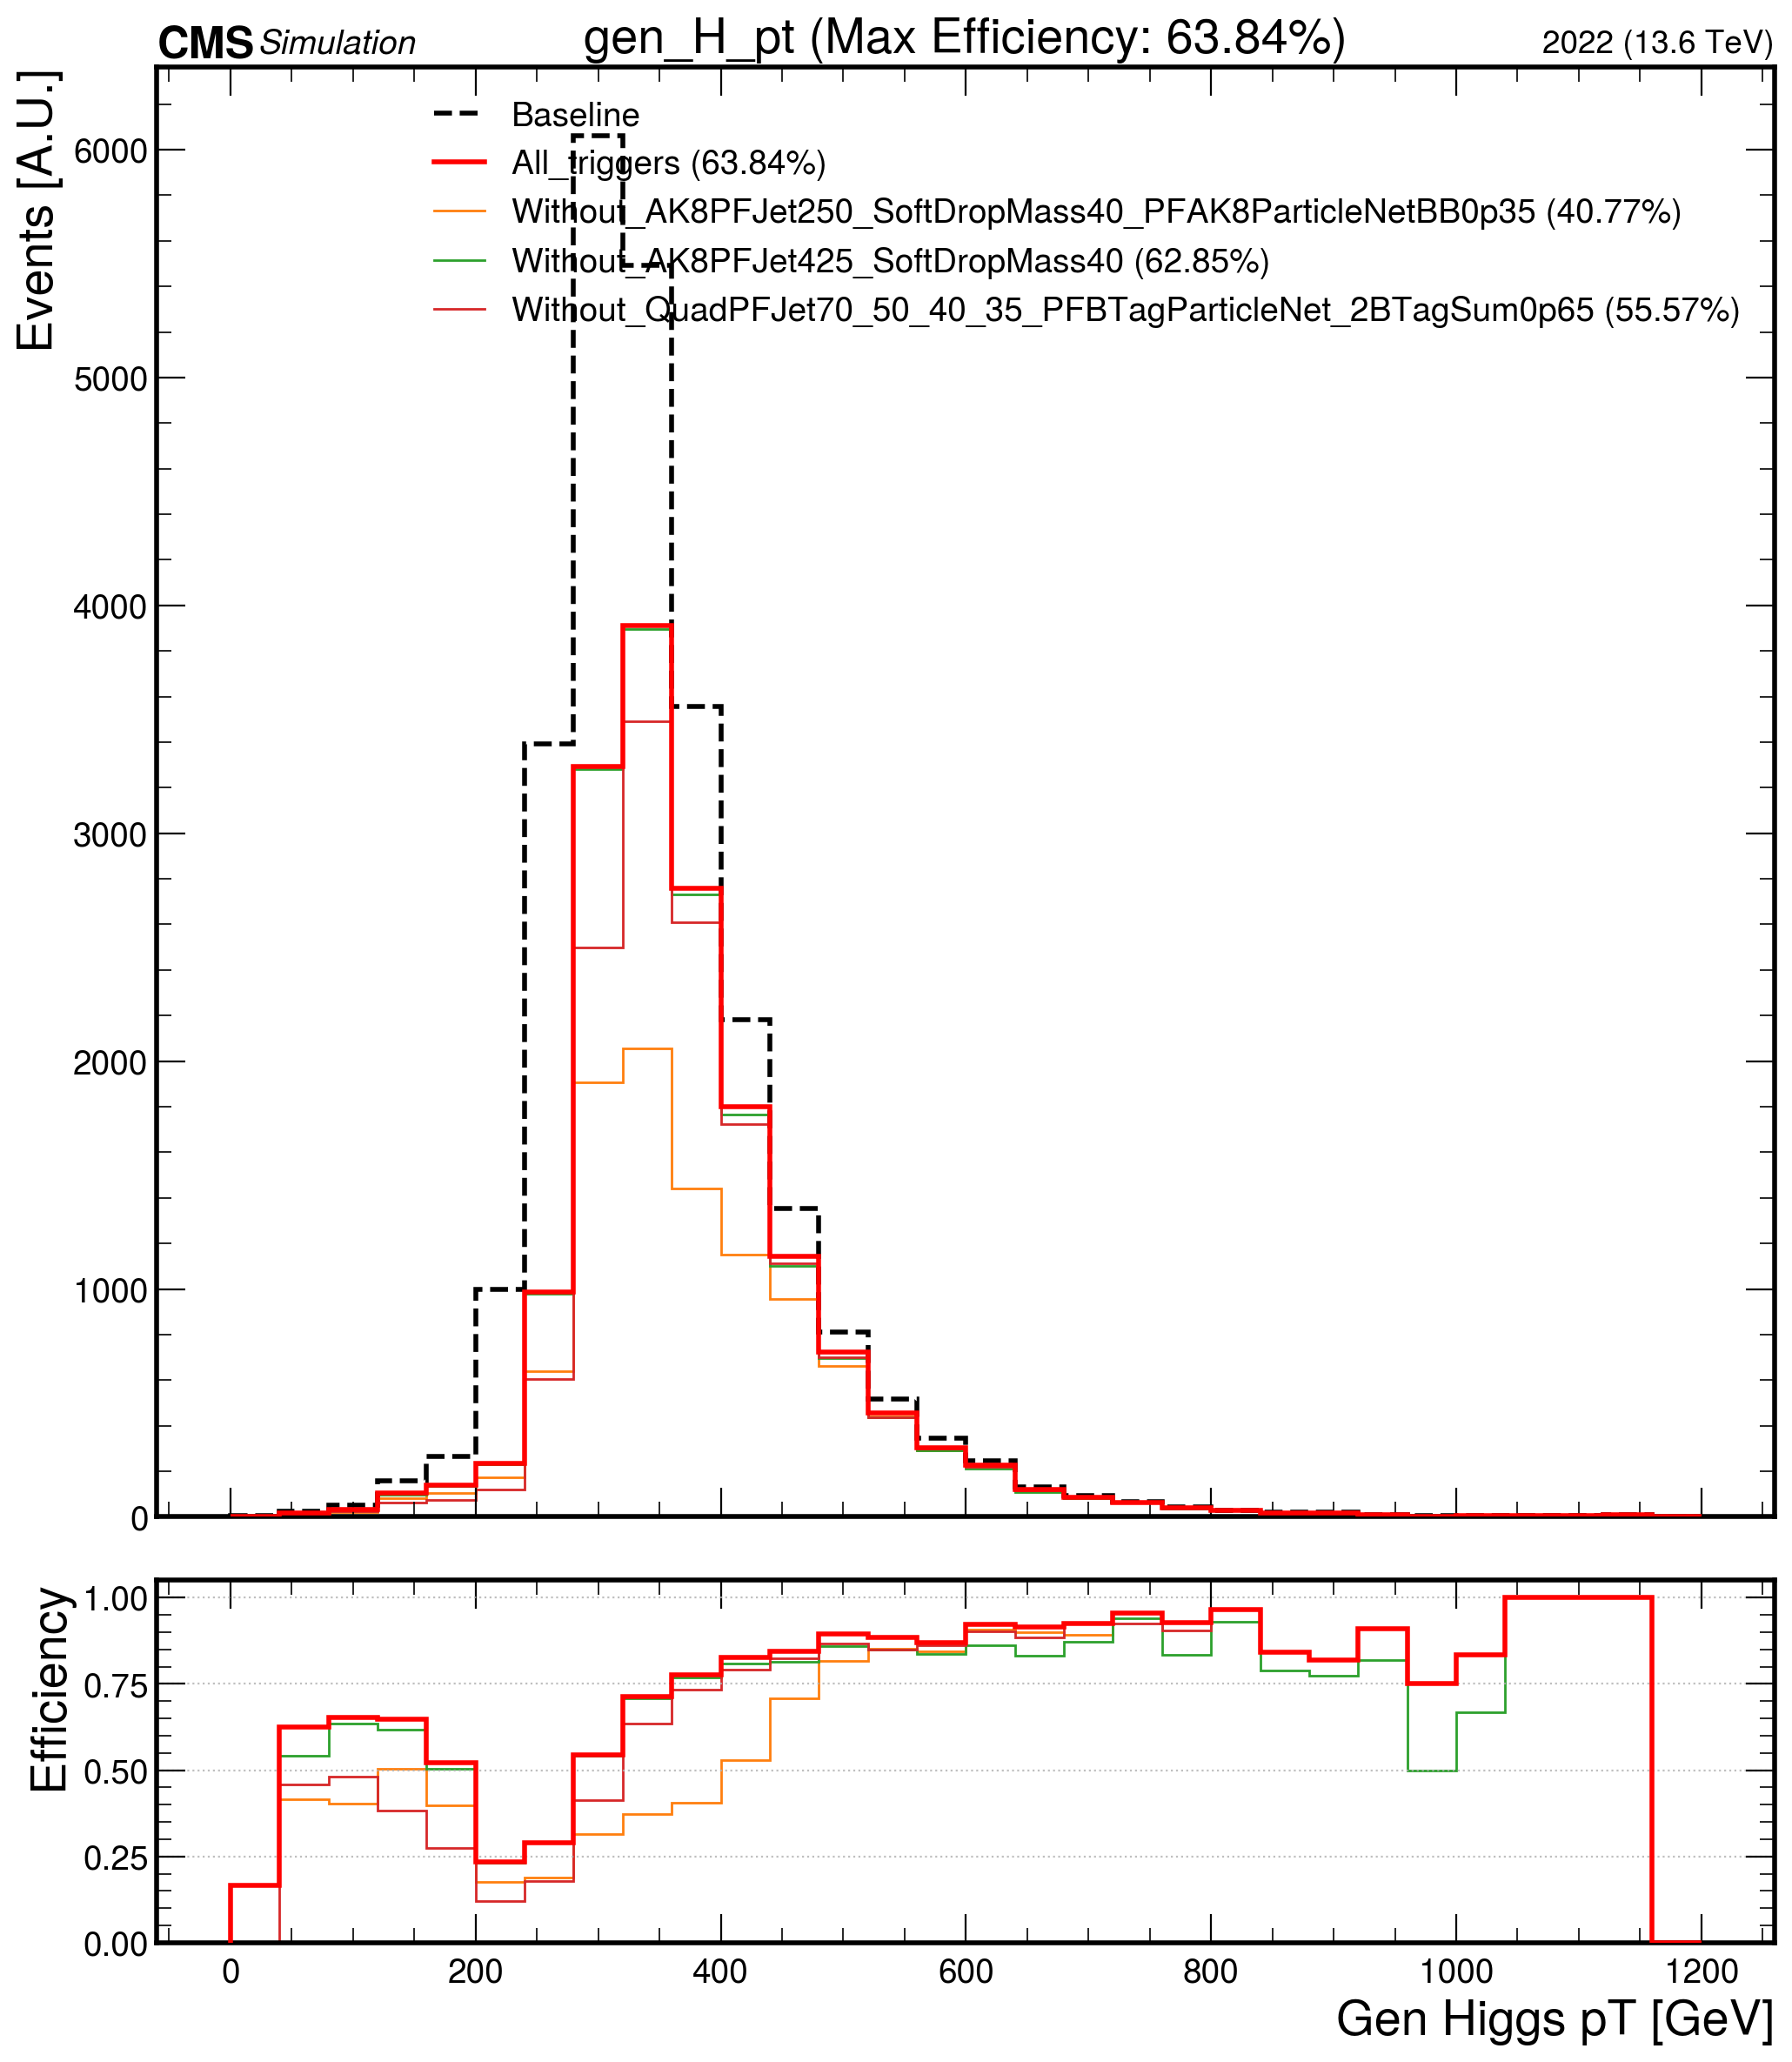 CMS Simulation gen_H_pt (Max Efficiency: 63.84%) 2022 (13.6 TeV)
Events [A.U.]
Baseline
All_triggers (63.84%)
Without_AK8PFJet250_SoftDropMass40_PFAK8ParticleNetBB0p35 (40.77%)
Without_AK8PFJet425_SoftDropMass40 (62.85%)
Without_QuadPFJet70_50_40_35_PFBTagParticleNet_2BTagSum0p65 (55.57%)
6000
5000
4000
3000
2000
1000
0
Efficiency
1.00
0.75
0.50
0.25
0.00
0 200 400 600 800 1000 1200
Gen Higgs pT [GeV]